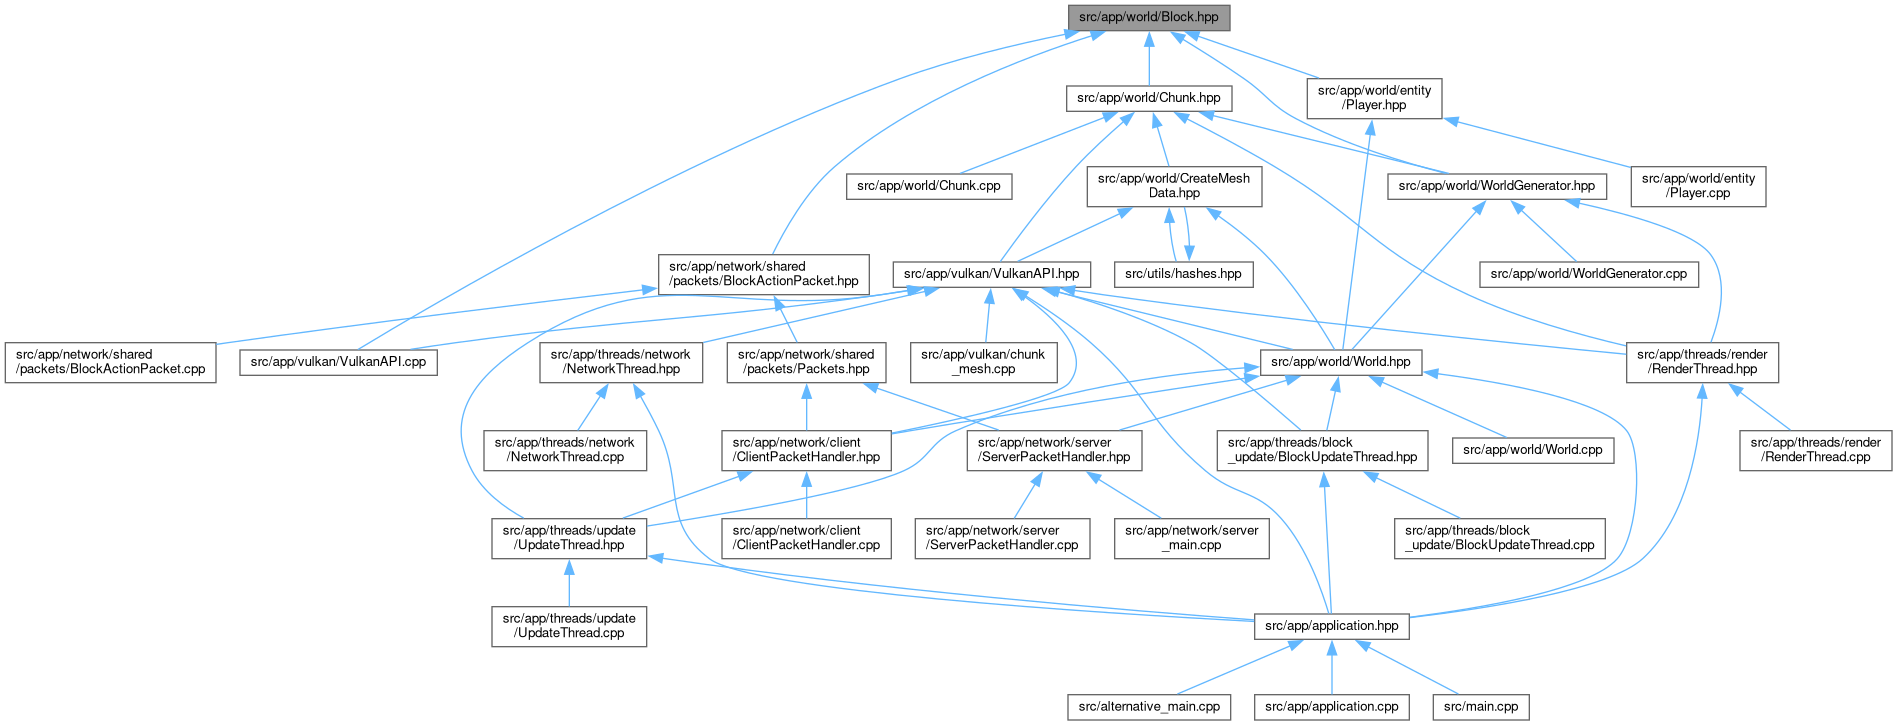 src/app/world/Block.hpp
src/app/world/entity
/Player.hpp
src/app/world/Chunk.hpp
src/app/world/Chunk.cpp
src/app/world/CreateMesh
Data.hpp
src/app/world/WorldGenerator.hpp
src/app/world/entity
/Player.cpp
src/app/network/shared
/packets/BlockActionPacket.hpp
src/app/vulkan/VulkanAPI.hpp
src/utils/hashes.hpp
src/app/world/WorldGenerator.cpp
src/app/network/shared
/packets/BlockActionPacket.cpp
src/app/vulkan/VulkanAPI.cpp
src/app/threads/network
/NetworkThread.hpp
src/app/network/shared
/packets/Packets.hpp
src/app/vulkan/chunk
_mesh.cpp
src/app/world/World.hpp
src/app/threads/render
/RenderThread.hpp
src/app/threads/network
/NetworkThread.cpp
src/app/network/client
/ClientPacketHandler.hpp
src/app/network/server
/ServerPacketHandler.hpp
src/app/threads/block
_update/BlockUpdateThread.hpp
src/app/world/World.cpp
src/app/threads/render
/RenderThread.cpp
src/app/threads/update
/UpdateThread.hpp
src/app/network/client
/ClientPacketHandler.cpp
src/app/network/server
/ServerPacketHandler.cpp
src/app/network/server
_main.cpp
src/app/threads/block
_update/BlockUpdateThread.cpp
src/app/threads/update
/UpdateThread.cpp
src/app/application.hpp
src/alternative_main.cpp
src/app/application.cpp
src/main.cpp